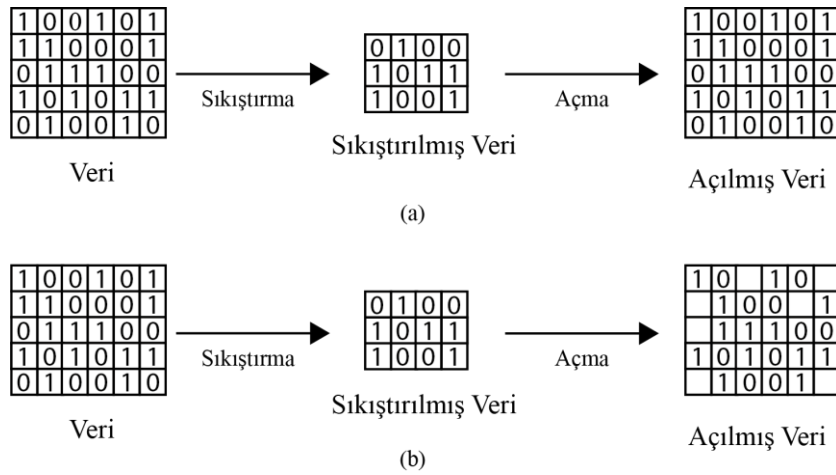 1 0 0 1 0 1
1 1 0 0 0 1
0 1 1 1 0 0
1 0 1 0 1 1
0 1 0 0 1 0
Veri
Sıkıştırma
0 1 0 0
1 0 1 1
1 0 0 1
Sıkıştırılmış Veri
Açma
1 0 0 1 0 1
1 1 0 0 0 1
0 1 1 1 0 0
1 0 1 0 1 1
0 1 0 0 1 0
Açılmış Veri
(a)
1 0 0 1 0 1
1 1 0 0 0 1
0 1 1 1 0 0
1 0 1 0 1 1
0 1 0 0 1 0
Veri
Sıkıştırma
0 1 0 0
1 0 1 1
1 0 0 1
Sıkıştırılmış Veri
Açma
1 0 1 0
1 0 0 1
1 1 1 0 0
1 0 1 0 1 1
1 0 0 1
Açılmış Veri
(b)